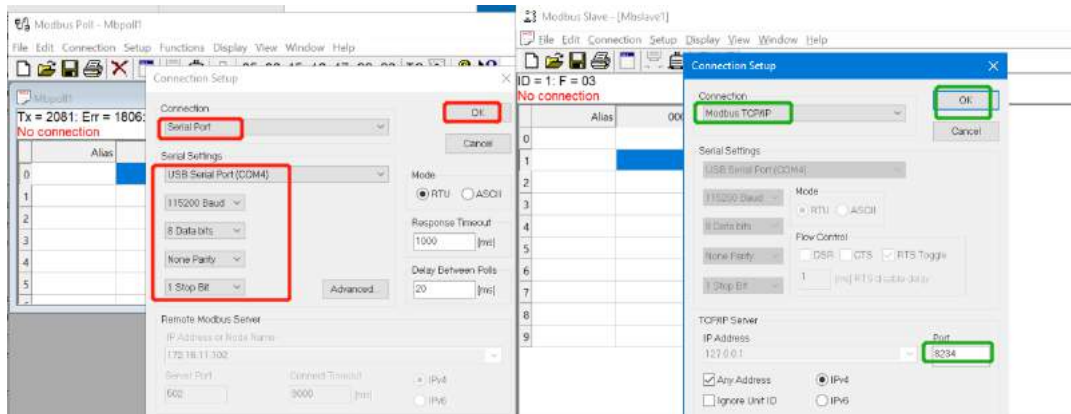 Modbus Poll - Mbpoll1
File Edit Connection Setup Functions Display View Window Help
Mbpoll1
Tx = 2081: Err = 1806:
No connection
Alias
0
1
2
3
4
5
Connection Setup
Connection
Serial Port
OK
Cancel
Serial Settings
USB Serial Port (COM4)
115200 Baud
8 Data bits
None Parity
1 Stop Bit
Advanced...
Mode
RTU ASCII
Response Timeout
1000 [ms]
Delay Between Polls
20 [ms]
Remote Modbus Server
IP Address or Node Name
172.16.11.102
Server Port
Connect Timeout
502
3000 [ms]
IPv4
IPv6
Modbus Slave - [Mbslave1]
File Edit Connection Setup Display View Window Help
ID = 1: F = 03
No connection
Alias
000
0
1
2
3
4
5
6
7
8
9
Connection Setup
Connection
Modbus TCP/IP
OK
Cancel
Serial Settings
USB Serial Port (COM4)
115200 Baud
8 Data bits
None Parity
1 Stop Bit
Mode
RTU ASCII
Flow Control
DSR CTS RTS Toggle
1 [ms] RTS disable delay
TCP/IP Server
IP Address
127.0.0.1
Port
8234
Any Address
IPv4
Ignore Unit ID
IPv6